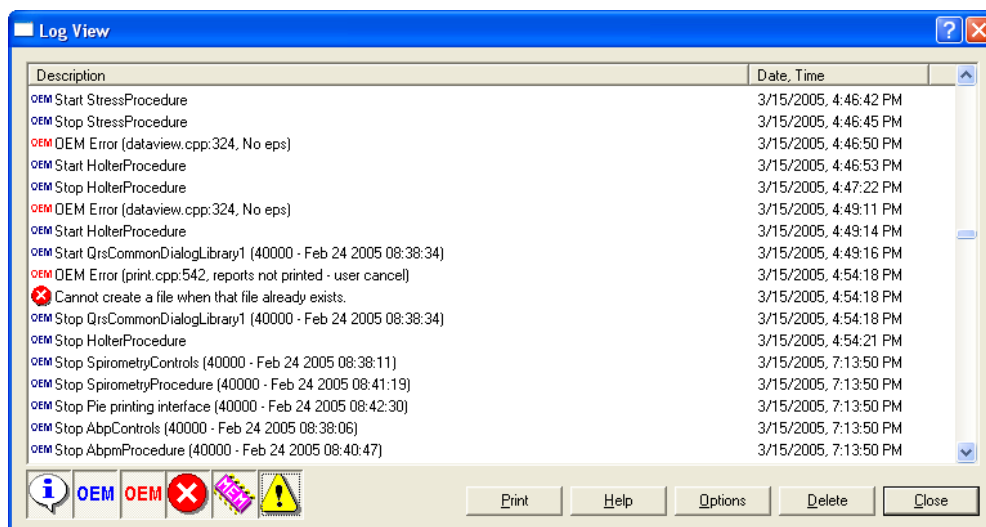 Log View
Description Date, Time
OEM Start StressProcedure 3/15/2005, 4:46:42 PM
OEM Stop StressProcedure 3/15/2005, 4:46:45 PM
OEM OEM Error (dataview.cpp:324, No eps) 3/15/2005, 4:46:50 PM
OEM Start HolterProcedure 3/15/2005, 4:46:53 PM
OEM Stop HolterProcedure 3/15/2005, 4:47:22 PM
OEM OEM Error (dataview.cpp:324, No eps) 3/15/2005, 4:49:11 PM
OEM Start HolterProcedure 3/15/2005, 4:49:14 PM
OEM Start QrsCommonDialogLibrary1 (40000 - Feb 24 2005 08:38:34) 3/15/2005, 4:49:16 PM
OEM OEM Error (print.cpp:542, reports not printed - user cancel) 3/15/2005, 4:54:18 PM
Cannot create a file when that file already exists. 3/15/2005, 4:54:18 PM
OEM Stop QrsCommonDialogLibrary1 (40000 - Feb 24 2005 08:38:34) 3/15/2005, 4:54:18 PM
OEM Stop HolterProcedure 3/15/2005, 4:54:21 PM
OEM Stop SpirometryControls (40000 - Feb 24 2005 08:38:11) 3/15/2005, 7:13:50 PM
OEM Stop SpirometryProcedure (40000 - Feb 24 2005 08:41:19) 3/15/2005, 7:13:50 PM
OEM Stop Pie printing interface (40000 - Feb 24 2005 08:42:30) 3/15/2005, 7:13:50 PM
OEM Stop AbpControls (40000 - Feb 24 2005 08:38:06) 3/15/2005, 7:13:50 PM
OEM Stop AbpmProcedure (40000 - Feb 24 2005 08:40:47) 3/15/2005, 7:13:50 PM
OEM OEM MEM Print Help Options Delete Close